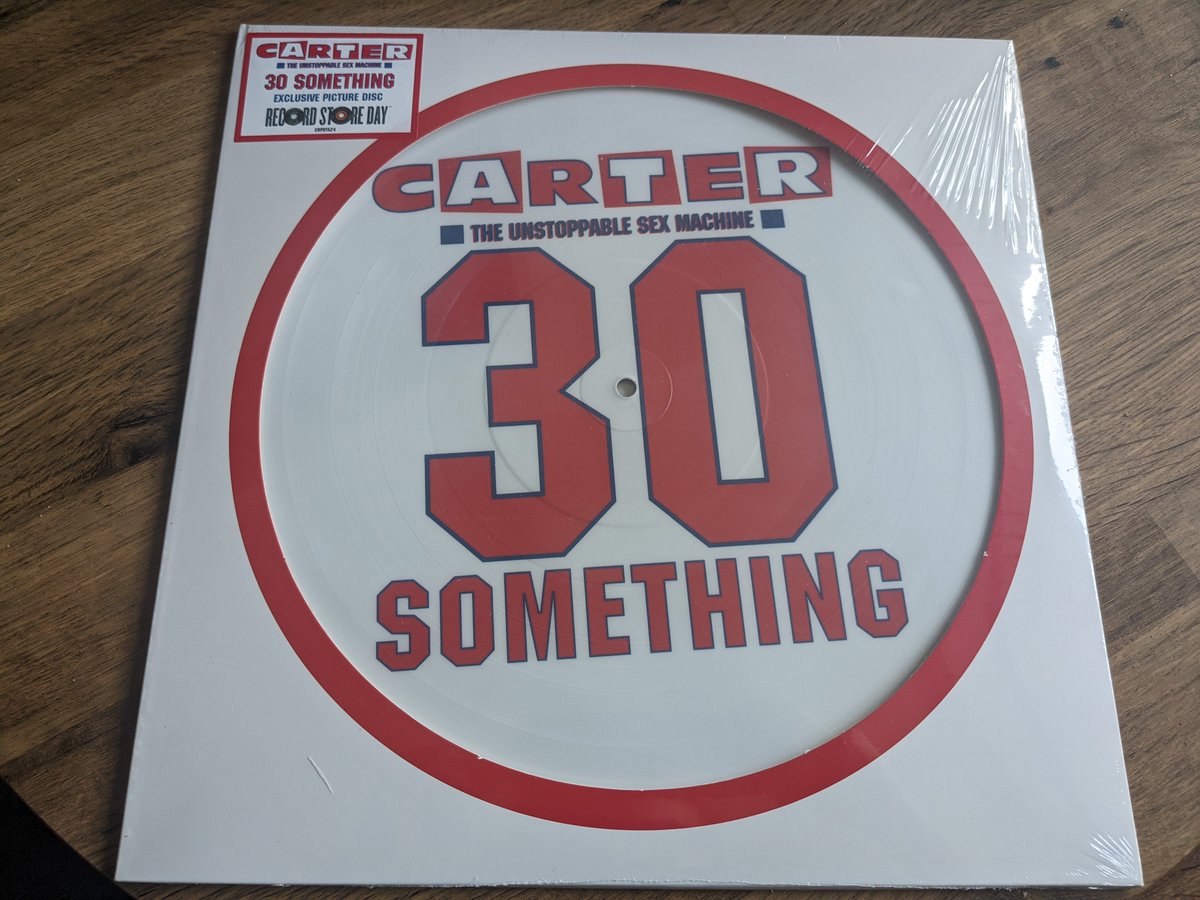 CARTER
THE UNSTOPPABLE SEX MACHINE
30 SOMETHING
EXCLUSIVE PICTURE DISC
RECORD STORE DAY
CRPD1524
CARTER
THE UNSTOPPABLE SEX MACHINE
30
SOMETHING